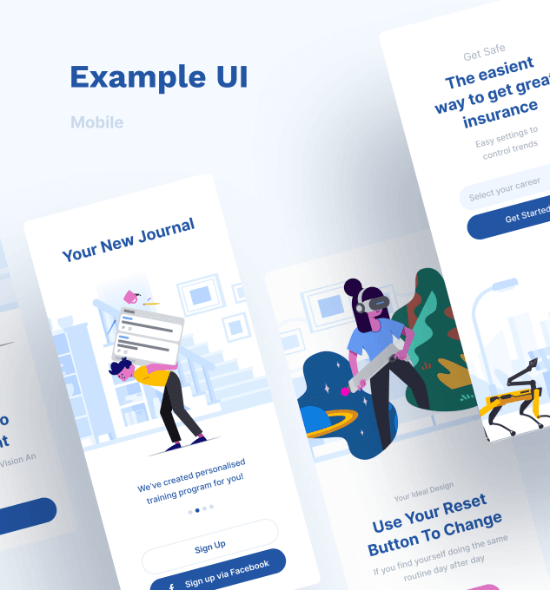 Example UI
Mobile
Get Safe
The easient
way to get great
insurance
Easy settings to
control trends
Select your career
Get Started
Your New Journal
We've created personalised
training program for you!
Sign Up
f Sign up via Facebook
Your Ideal Design
Use Your Reset
Button To Change
If you find yourself doing the same
routine day after day
Vision An